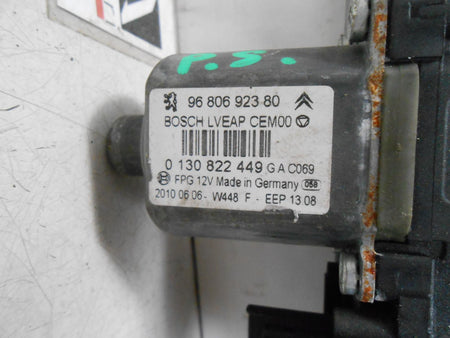 P.S.
96 806 923 80
BOSCH LVEAP CEM00
0 130 822 449 G A C069
FPG 12V Made in Germany 058
2010 06 06 - W448 F - EEP 13 08